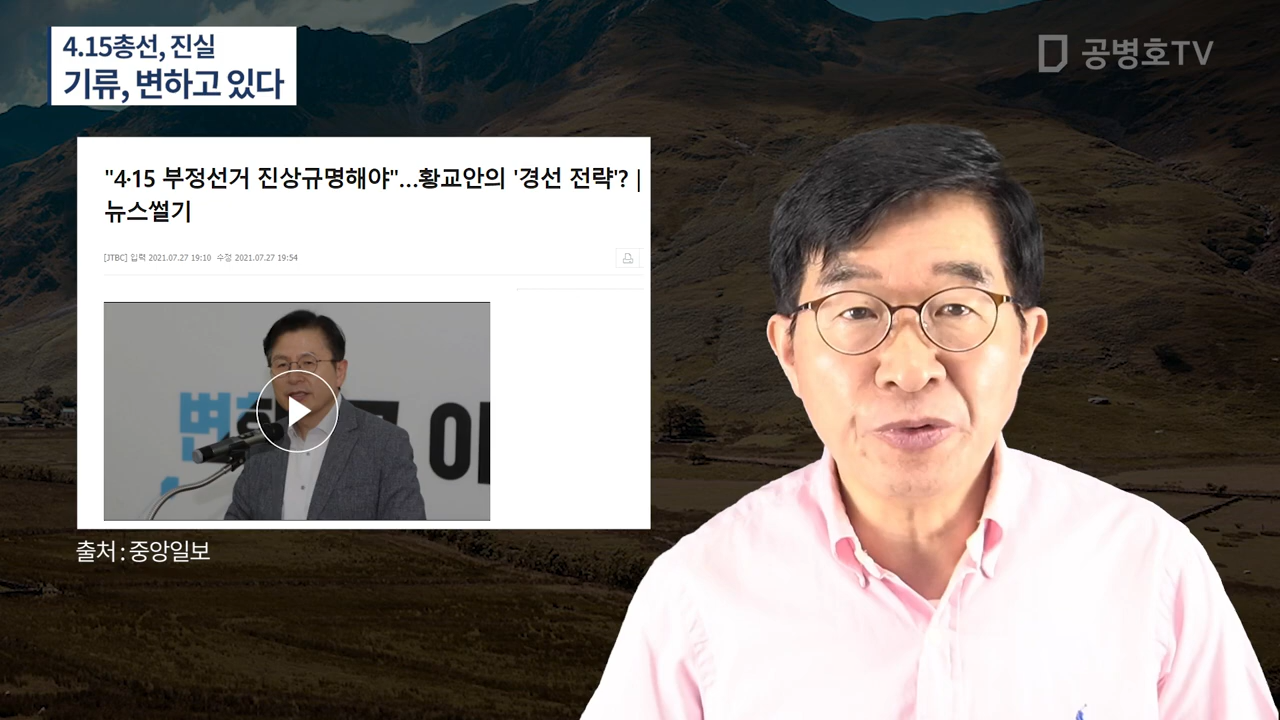 4.15총선, 진실
기류, 변하고 있다
공병호TV
"4·15 부정선거 진상규명해야"...황교안의 '경선 전략'? |
뉴스썰기
[JTBC] 입력 2021.07.27 19:10 수정 2021.07.27 19:54
출처 : 중앙일보